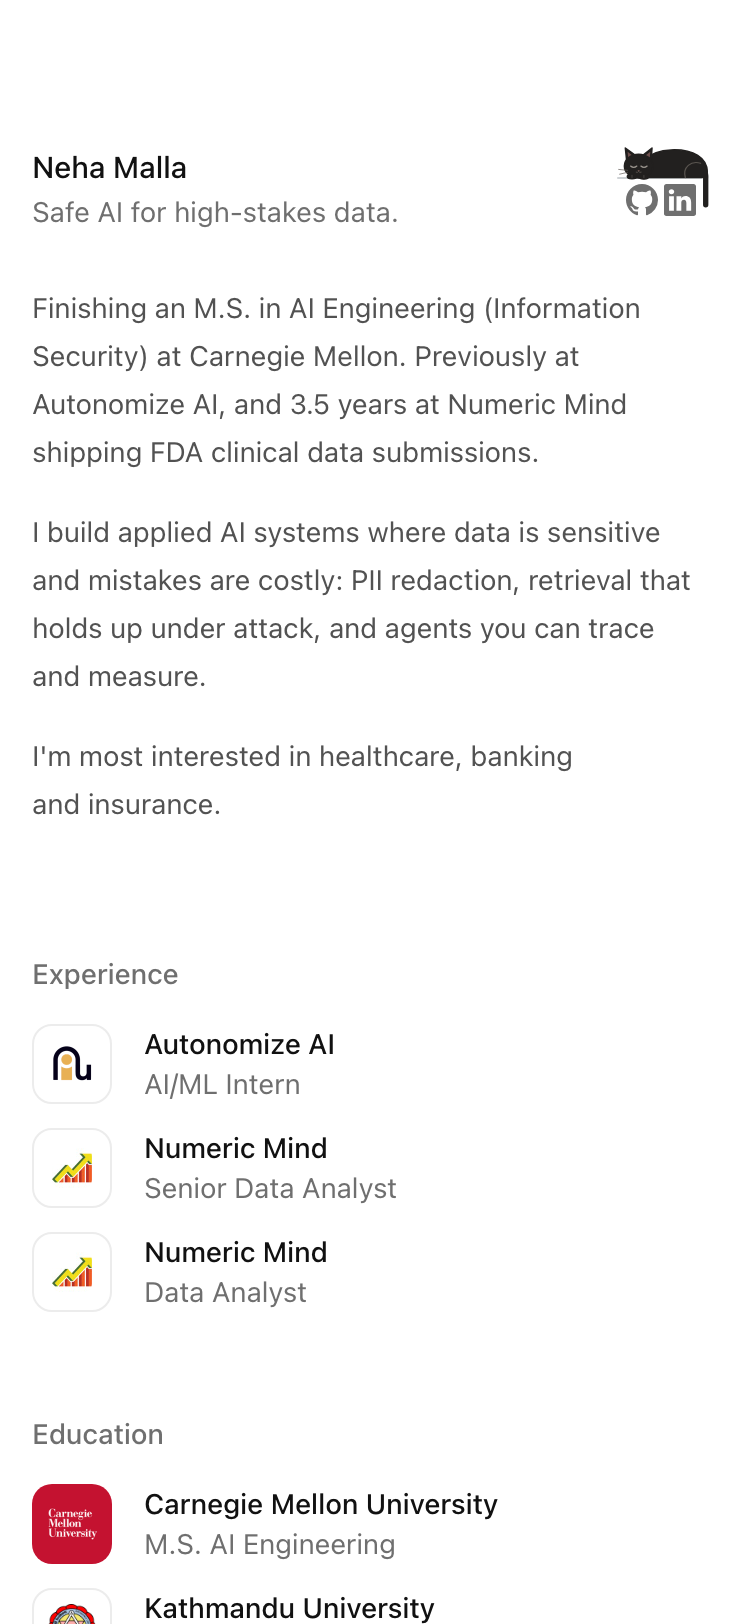 Neha Malla
Safe AI for high-stakes data.
in
Finishing an M.S. in AI Engineering (Information
Security) at Carnegie Mellon. Previously at
Autonomize AI, and 3.5 years at Numeric Mind
shipping FDA clinical data submissions.
I build applied AI systems where data is sensitive
and mistakes are costly: PII redaction, retrieval that
holds up under attack, and agents you can trace
and measure.
I'm most interested in healthcare, banking
and insurance.
Experience
Autonomize AI
AI/ML Intern
Numeric Mind
Senior Data Analyst
Numeric Mind
Data Analyst
Education
Carnegie
Mellon
University
Carnegie Mellon University
M.S. AI Engineering
Kathmandu University